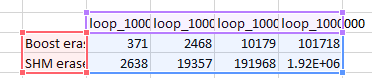 loop_1000 loop_1000 loop_1000 loop_1000000
Boost eras 371 2468 10179 101718
SHM erase 2638 19357 191968 1.92E+06